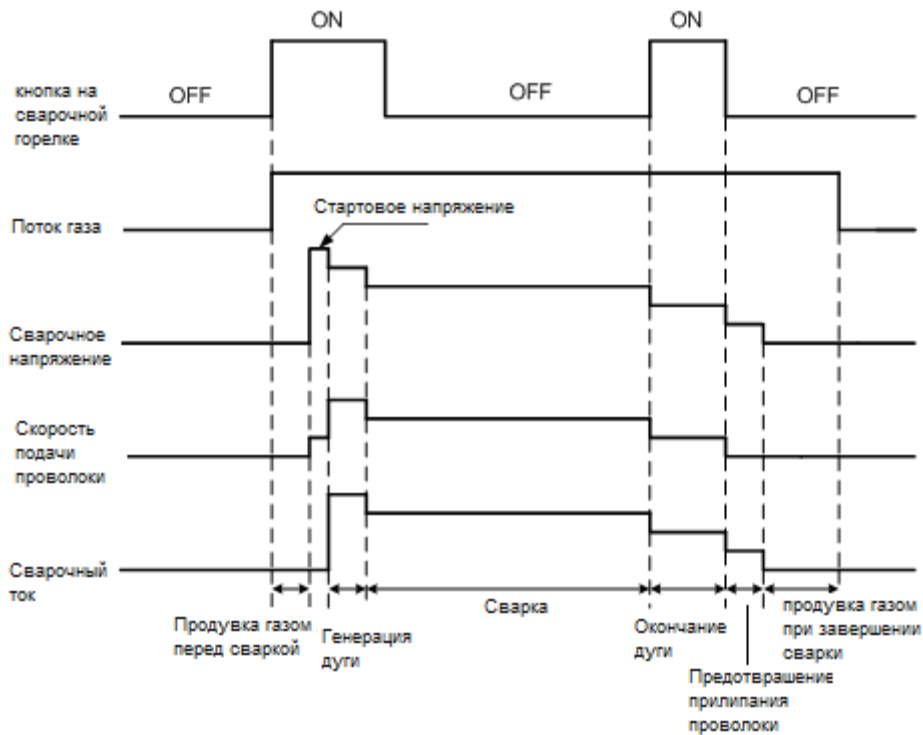 ON
ON
кнопка на
сварочной
горелке
OFF
OFF
OFF
Стартовое напряжение
Поток газа
Сварочное
напряжение
Скорость
подачи
проволоки
Сварочный
ток
Продувка газом
перед сваркой
Генерация
дуги
Сварка
Окончание
дуги
Предотврашение
прилипания
проволоки
продувка газом
при завершении
сварки